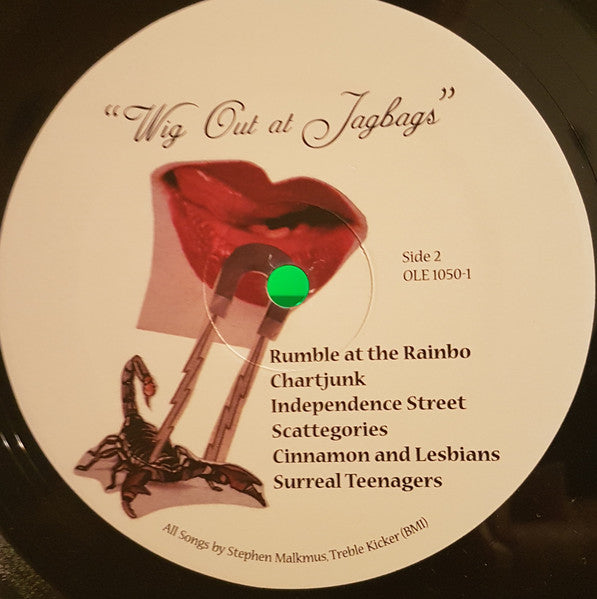 “Wig Out at Jagbags”
Side 2
OLE 1050-1
Rumble at the Rainbo
Chartjunk
Independence Street
Scattegories
Cinnamon and Lesbians
Surreal Teenagers
All Songs by Stephen Malkmus, Treble Kicker (BMI)